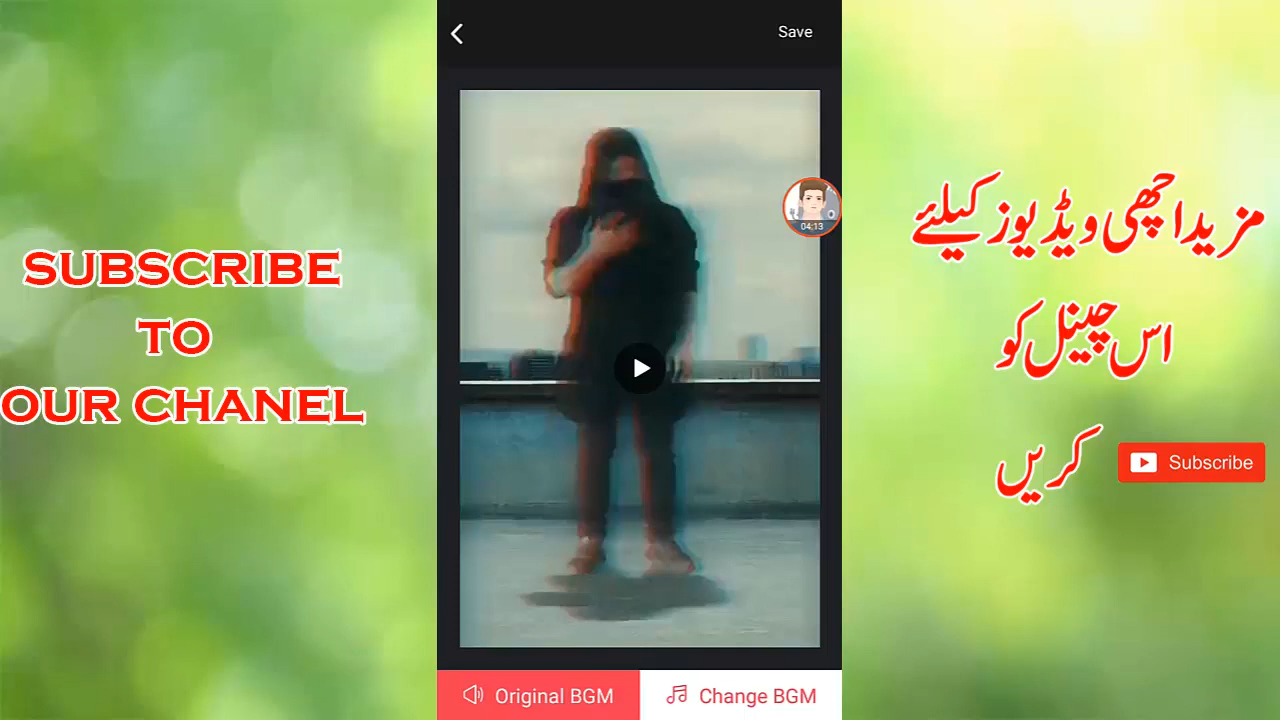 SUBSCRIBE
TO
OUR CHANEL
Save
04:13
Original BGM
Change BGM
مزید اچھی ویڈیوز کیلئے
اس چینل کو
Subscribe کریں